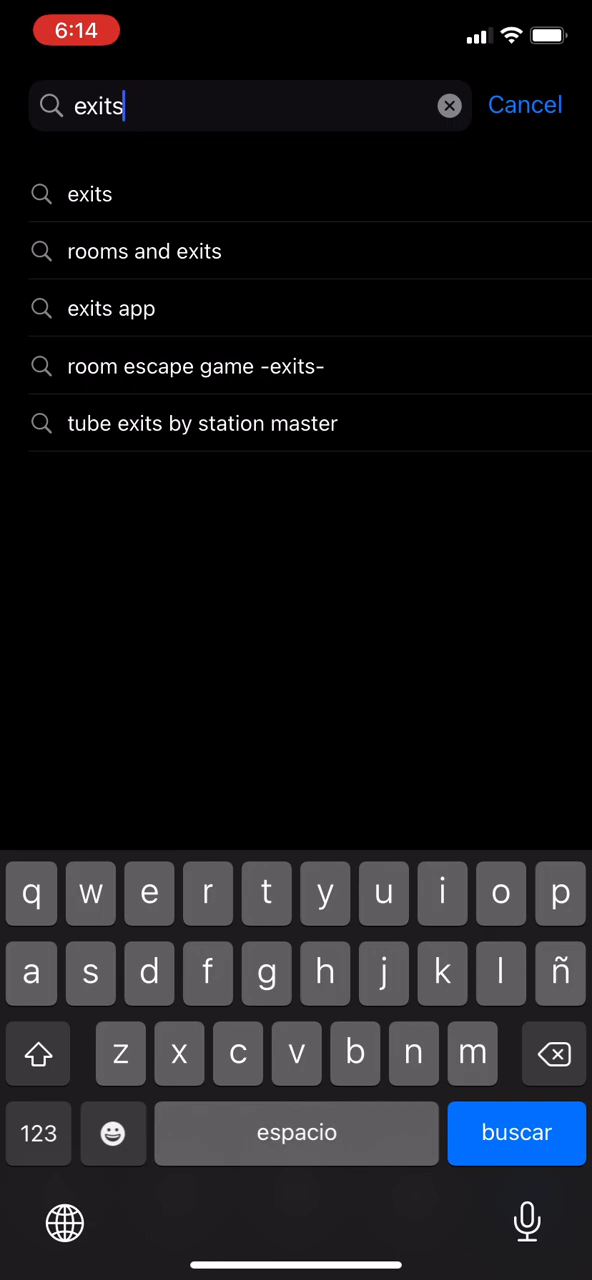 6:14
exits
Cancel
exits
rooms and exits
exits app
room escape game -exits-
tube exits by station master
q w e r t y u i o p
a s d f g h j k l ñ
z x c v b n m
123 espacio buscar